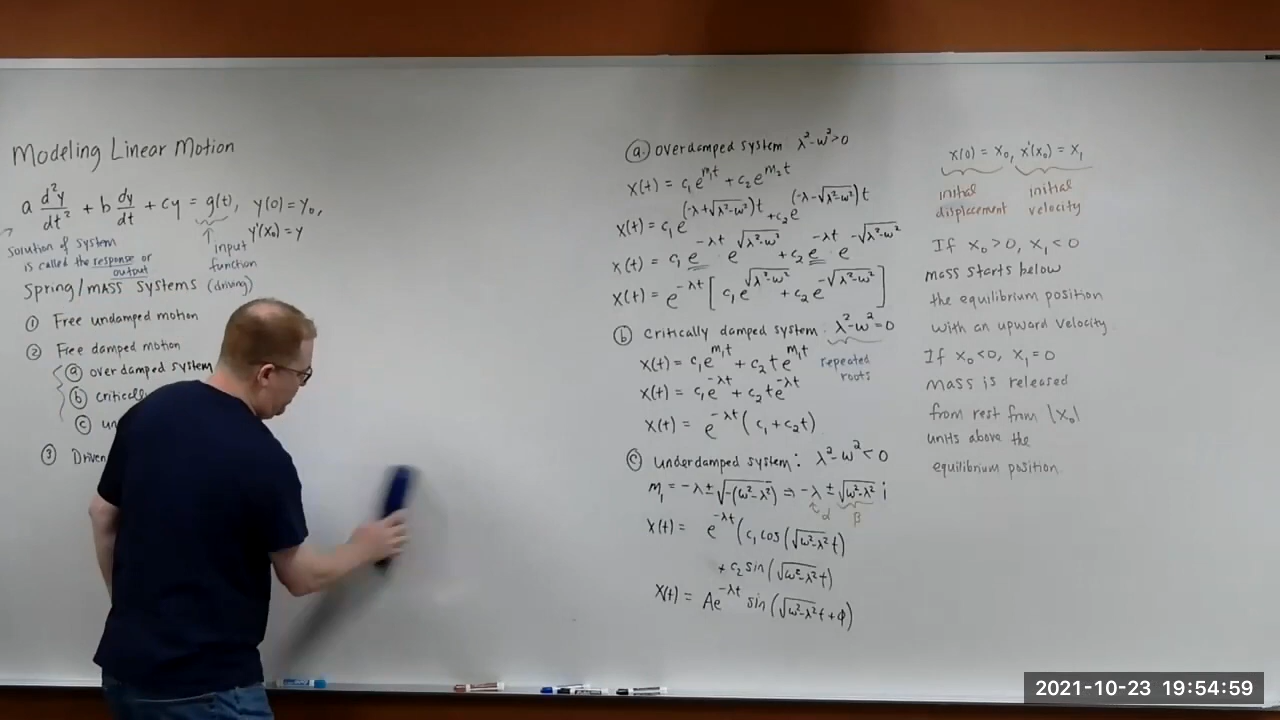 Modeling Linear Motion
a d²y/dt² + b dy/dt + cy = g(t), y(0) = y₀,
y'(x₀) = y
solution of system
is called the response or
output
input
function
(driving)
Spring/mass systems
① Free undamped motion
② Free damped motion
ⓐ overdamped system
ⓑ critically
ⓒ un
③ Driven
ⓐ overdamped system λ²-ω²>0
x(t) = c₁e^(m₁t) + c₂e^(m₂t)
x(t) = c₁e^((-λ+√(λ²-ω²))t) + c₂e^((-λ-√(λ²-ω²))t)
x(t) = c₁e^(-λt) · e^(√(λ²-ω²)) + c₂e^(-λt) · e^(-√(λ²-ω²))
x(t) = e^(-λt) [c₁e^(√(λ²-ω²)) + c₂e^(-√(λ²-ω²))]
ⓑ critically damped system : λ²-ω²=0
x(t) = c₁e^(m₁t) + c₂te^(m₁t)
repeated
roots
x(t) = c₁e^(-λt) + c₂te^(-λt)
x(t) = e^(-λt)(c₁+c₂t)
ⓒ underdamped system: λ²-ω²<0
m₁ = -λ±√(-(ω²-λ²)) ⇒ -λ ± √(ω²-λ²) i
↑α β
x(t) = e^(-λt)(c₁cos(√(ω²-λ²)t)
+ c₂sin(√(ω²-λ²)t)
x(t) = Ae^(-λt) sin(√(ω²-λ²)t+φ)
x(0) = x₀, x'(x₀) = x₁
initial
displacement
initial
velocity
If x₀>0, x₁<0
mass starts below
the equilibrium position
with an upward velocity.
If x₀<0, x₁=0
mass is released
from rest from |x₀|
units above the
equilibrium position.
2021-10-23 19:54:59